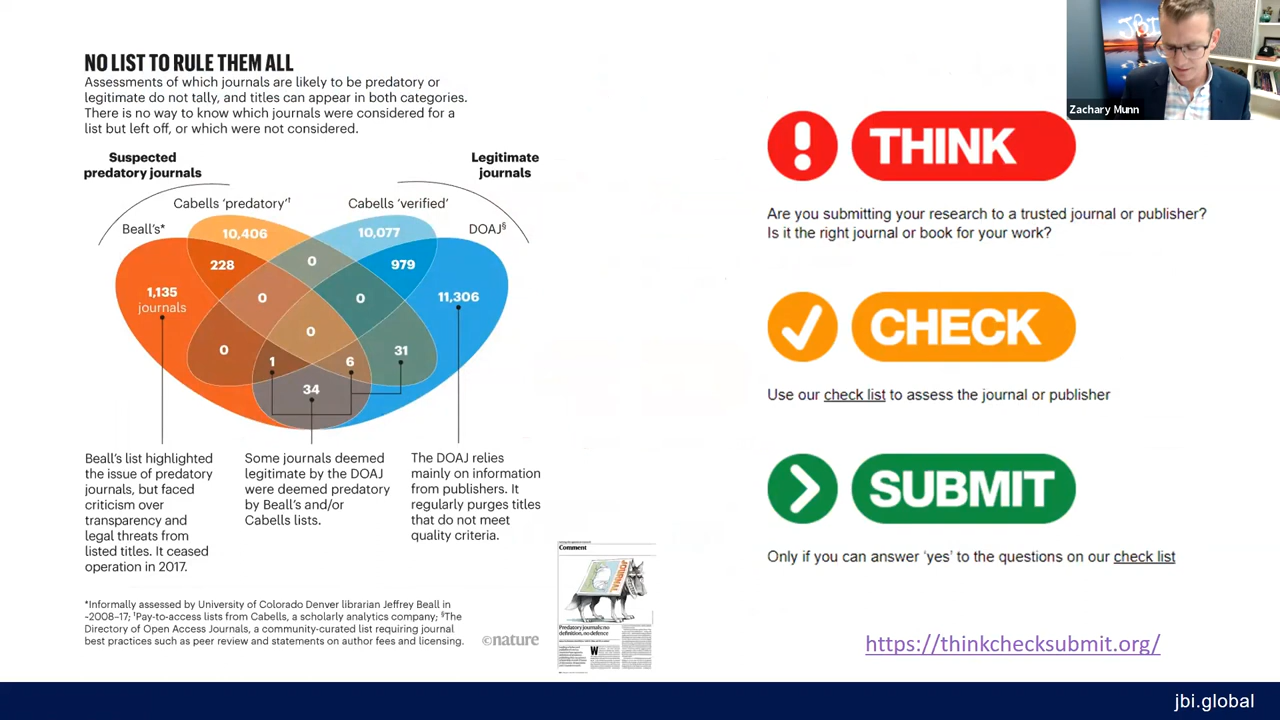 NO LIST TO RULE THEM ALL
Assessments of which journals are likely to be predatory or
legitimate do not tally, and titles can appear in both categories.
There is no way to know which journals were considered for a
list but left off, or which were not considered.
Suspected
predatory journals
Legitimate
journals
Cabells ‘predatory’†
Cabells ‘verified’
Beall’s*
DOAJ§
10,406
10,077
228
0
979
1,135
journals
0
0
11,306
0
0
31
1
6
34
Beall’s list highlighted
the issue of predatory
journals, but faced
criticism over
transparency and
legal threats from
listed titles. It ceased
operation in 2017.
Some journals deemed
legitimate by the DOAJ
were deemed predatory
by Beall’s and/or
Cabells lists.
The DOAJ relies
mainly on information
from publishers. It
regularly purges titles
that do not meet
quality criteria.
*Informally assessed by University of Colorado Denver librarian Jeffrey Beall in
~2008–17; †Pay-to-access lists from Cabells, a scholarly analytics company; §The
Directory of Open Access Journals, a community-curated list requiring journal
best practices such as peer review and statements on author fees and licensing.
©nature
Comment
Predatory journals: no
definition, no defence
JBI
Zachary Munn
! THINK
Are you submitting your research to a trusted journal or publisher?
Is it the right journal or book for your work?
CHECK
Use our check list to assess the journal or publisher
SUBMIT
Only if you can answer ‘yes’ to the questions on our check list
https://thinkchecksubmit.org/
jbi.global